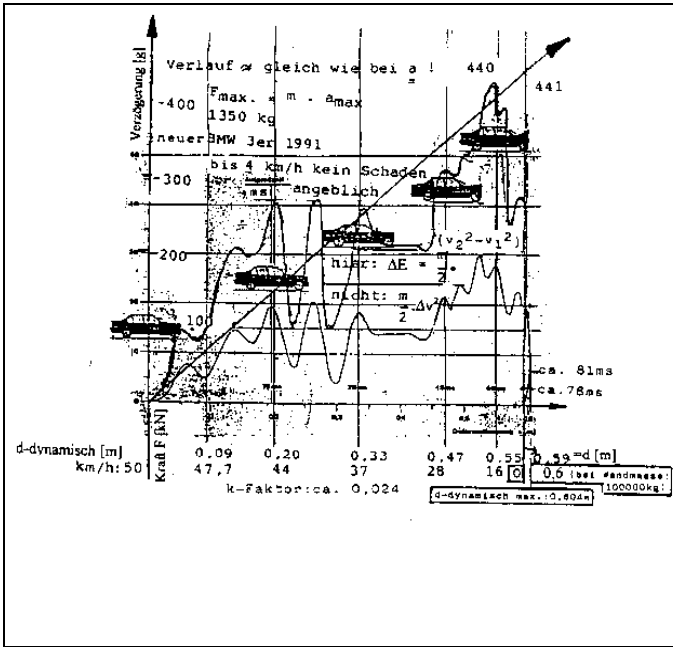 Verlauf ≈ gleich wie bei a ! 440
441
Verzögerung [g]
-400 Fmax. = m . amax
1350 kg
neuer BMW 3er 1991
bis 4 km/h kein Schaden
-300 angeblich
ms
200
hier: ΔE = m/2 . (v₂²-v₁²)
nicht: m/2 . Δv²
100
ca. 81ms
ca. 76ms
Kraft F [kN]
d-dynamisch [m] 0,09 0,20 0,33 0,47 0,55 0,59 =d [m]
km/h: 50 47,7 44 37 28 16 0 0,6 (bei Wandmasse:
100000kg)
k-Faktor:ca. 0,024
d-dynamisch max.:0,604m